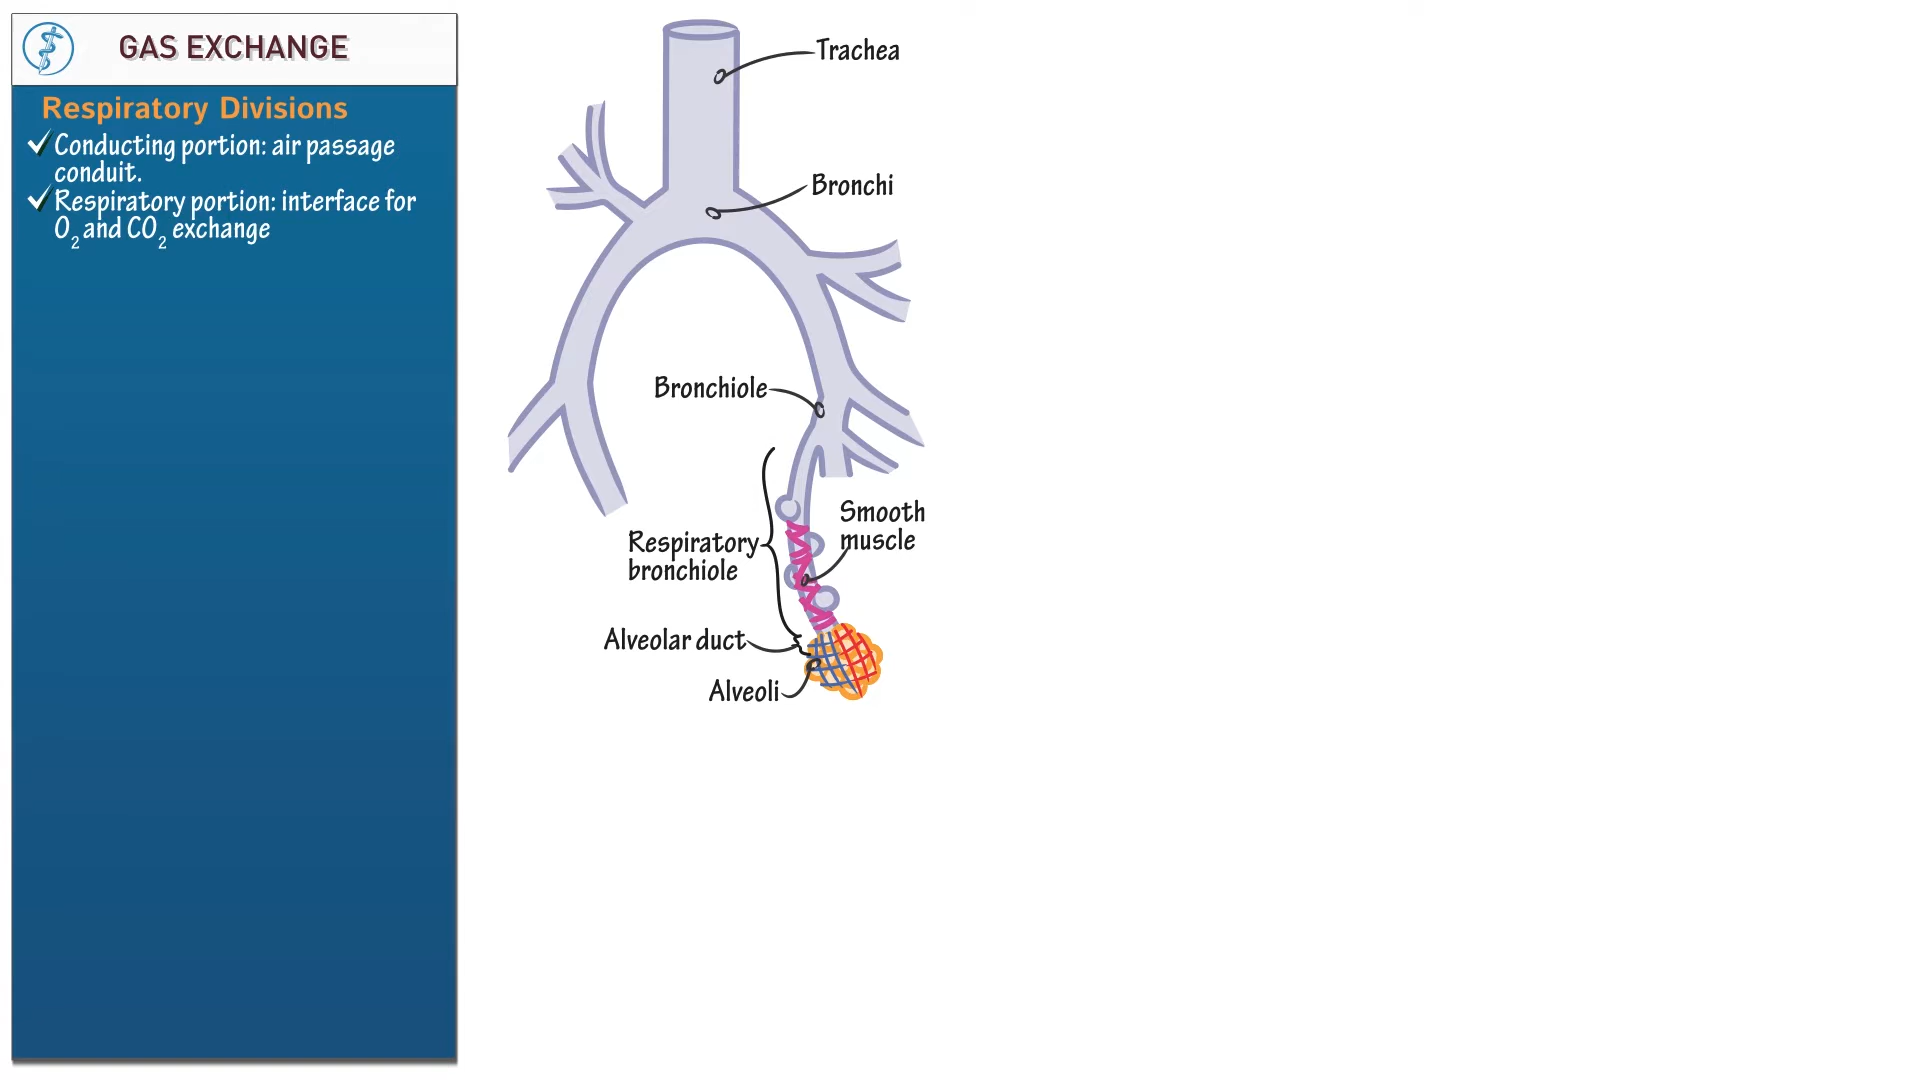 GAS EXCHANGE
Respiratory Divisions
Conducting portion: air passage
conduit.
Respiratory portion: interface for
O₂ and CO₂ exchange
Trachea
Bronchi
Bronchiole
Smooth
muscle
Respiratory
bronchiole
Alveolar duct
Alveoli